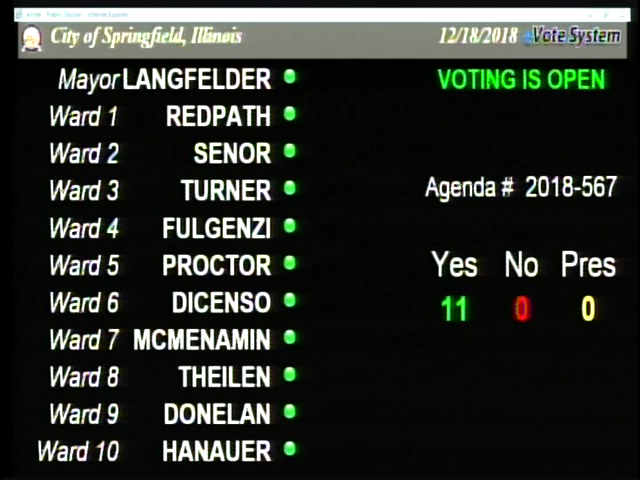 City of Springfield, Illinois 12/18/2018 Vote System
Mayor LANGFELDER VOTING IS OPEN
Ward 1 REDPATH
Ward 2 SENOR
Ward 3 TURNER Agenda # 2018-567
Ward 4 FULGENZI
Ward 5 PROCTOR Yes No Pres
Ward 6 DICENSO 11 0 0
Ward 7 MCMENAMIN
Ward 8 THEILEN
Ward 9 DONELAN
Ward 10 HANAUER